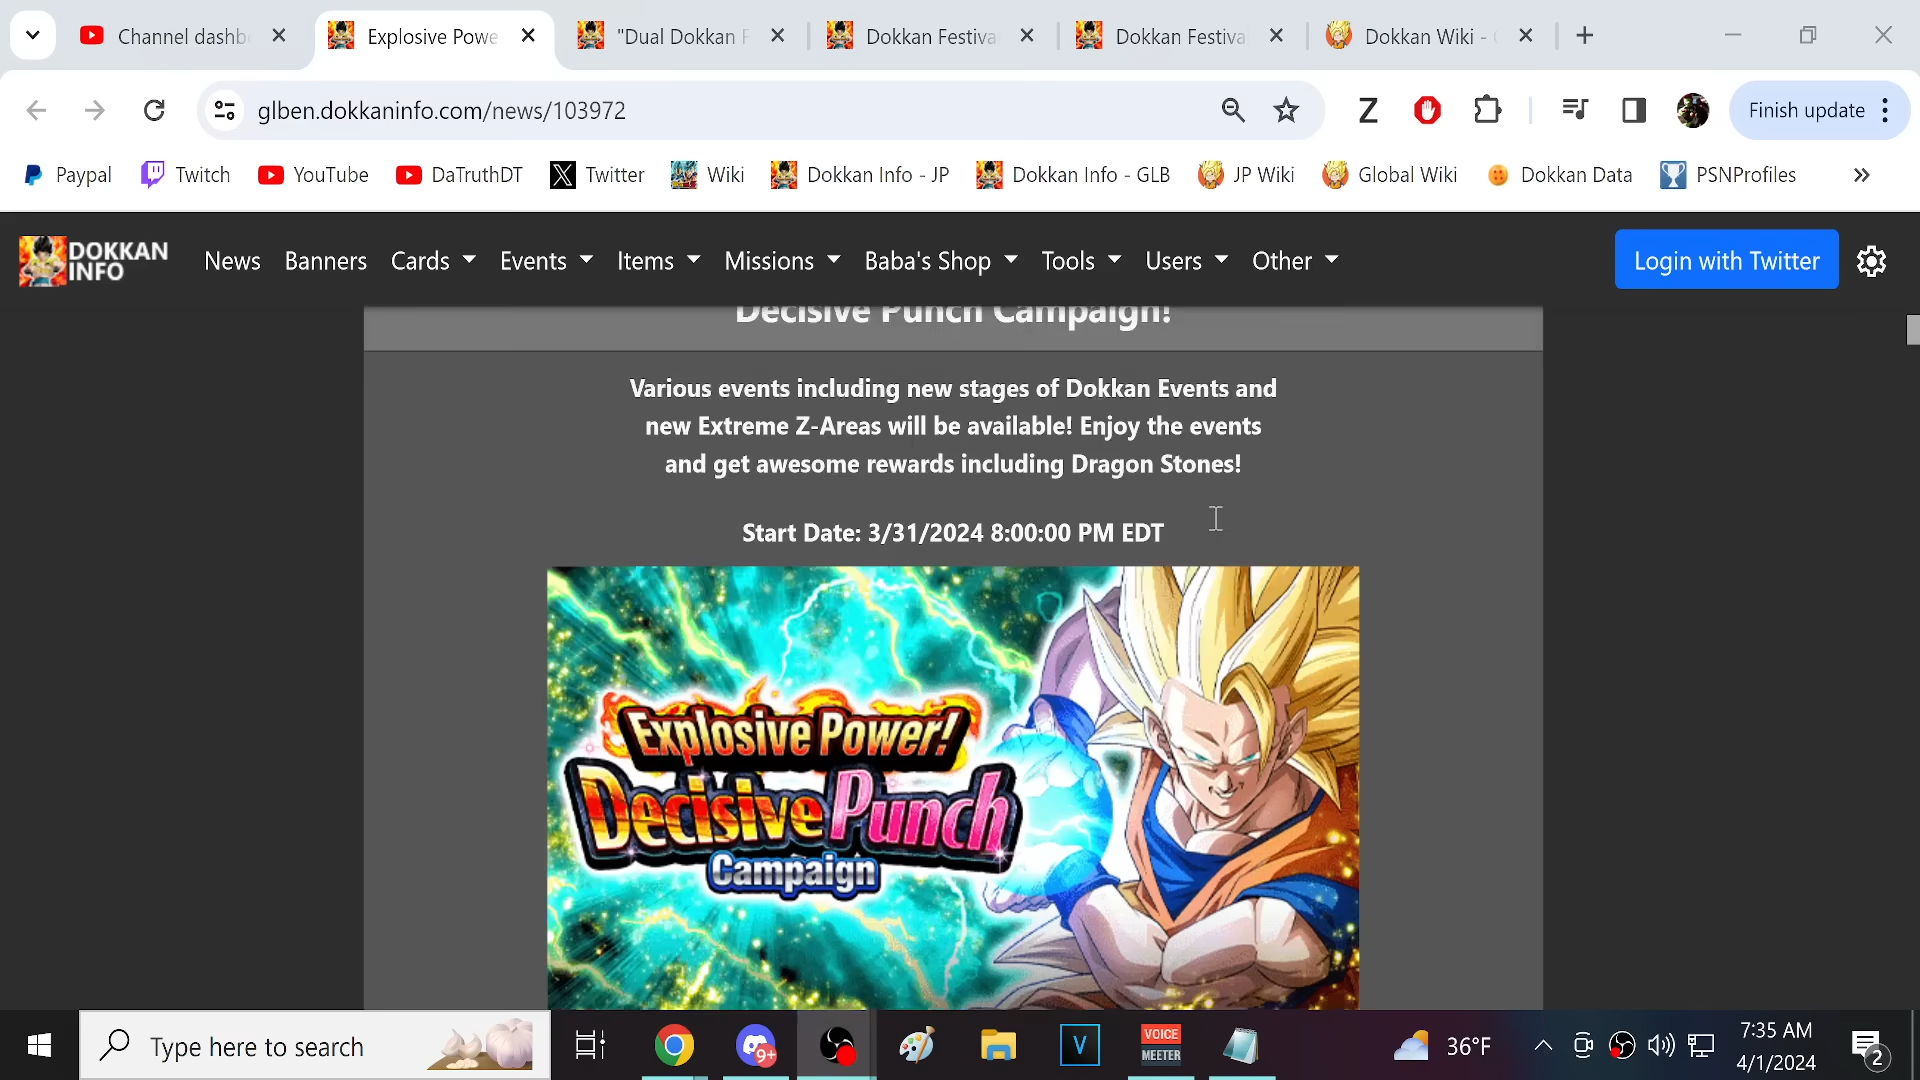 Channel dashb
Explosive Powe
"Dual Dokkan F
Dokkan Festiva
Dokkan Festiva
Dokkan Wiki -
glben.dokkaninfo.com/news/103972
Z
Finish update
Paypal
Twitch
YouTube
DaTruthDT
Twitter
Wiki
Dokkan Info - JP
Dokkan Info - GLB
JP Wiki
Global Wiki
Dokkan Data
PSNProfiles
DOKKAN
INFO
News
Banners
Cards
Events
Items
Missions
Baba's Shop
Tools
Users
Other
Login with Twitter
Decisive Punch Campaign!
Various events including new stages of Dokkan Events and
new Extreme Z-Areas will be available! Enjoy the events
and get awesome rewards including Dragon Stones!
Start Date: 3/31/2024 8:00:00 PM EDT
Explosive Power!
Decisive Punch
Campaign
Type here to search
9+
V
VOICE
MEETER
36°F
7:35 AM
4/1/2024
2